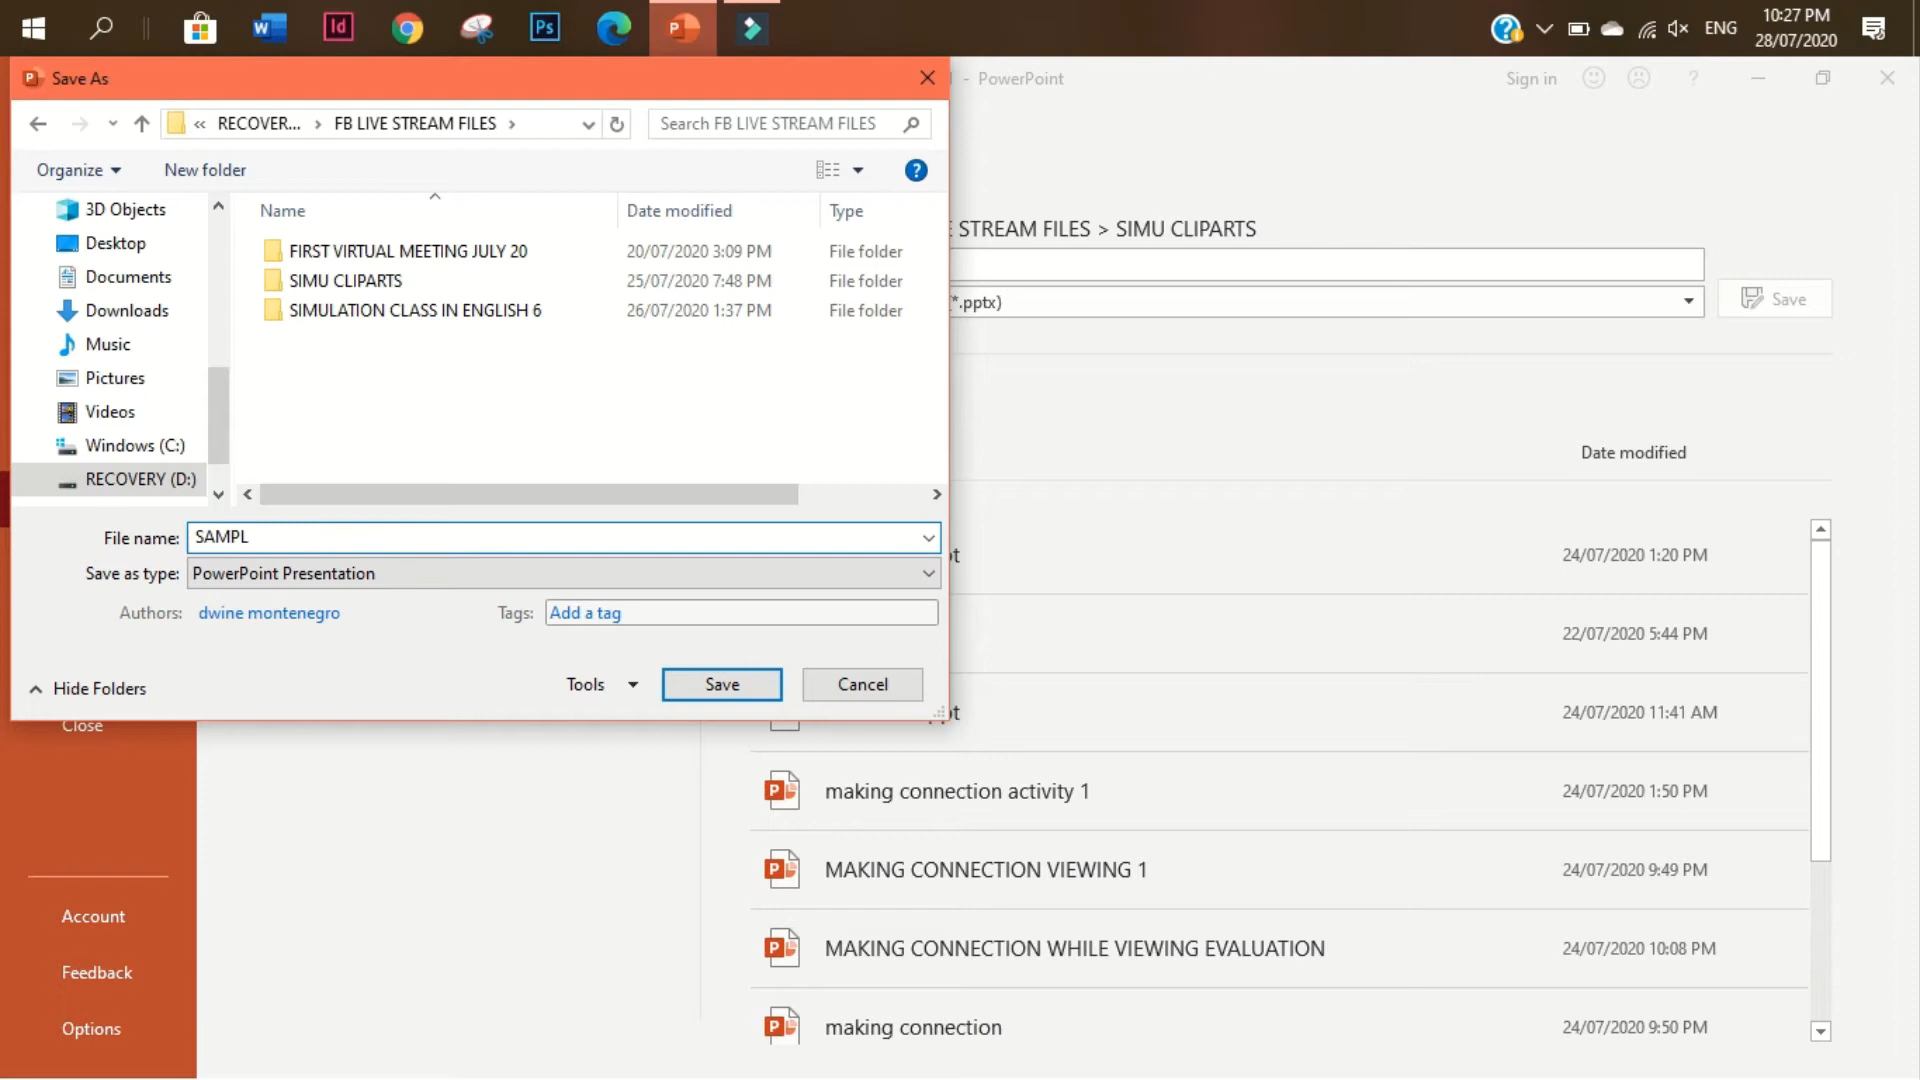 10:27 PM
ENG
28/07/2020
Save As
- PowerPoint
Sign in
« RECOVER... > FB LIVE STREAM FILES >
Search FB LIVE STREAM FILES
Organize
New folder
3D Objects
Desktop
Documents
Downloads
Music
Pictures
Videos
Windows (C:)
RECOVERY (D:)
Name Date modified Type
FIRST VIRTUAL MEETING JULY 20 20/07/2020 3:09 PM File folder
SIMU CLIPARTS 25/07/2020 7:48 PM File folder
SIMULATION CLASS IN ENGLISH 6 26/07/2020 1:37 PM File folder
File name: SAMPL
Save as type: PowerPoint Presentation
Authors: dwine montenegro Tags: Add a tag
Hide Folders
Tools
Save
Cancel
STREAM FILES > SIMU CLIPARTS
*.pptx)
Save
Date modified
24/07/2020 1:20 PM
22/07/2020 5:44 PM
24/07/2020 11:41 AM
making connection activity 1 24/07/2020 1:50 PM
MAKING CONNECTION VIEWING 1 24/07/2020 9:49 PM
MAKING CONNECTION WHILE VIEWING EVALUATION 24/07/2020 10:08 PM
making connection 24/07/2020 9:50 PM
Close
Account
Feedback
Options